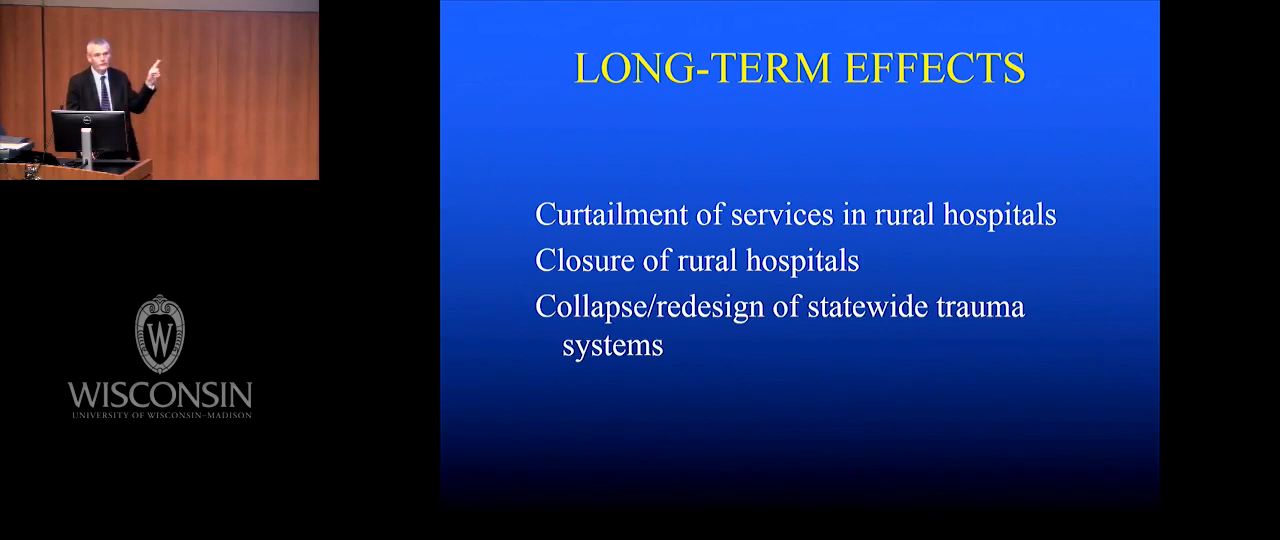 LONG-TERM EFFECTS
Curtailment of services in rural hospitals
Closure of rural hospitals
Collapse/redesign of statewide trauma
systems
W
WISCONSIN
UNIVERSITY OF WISCONSIN–MADISON